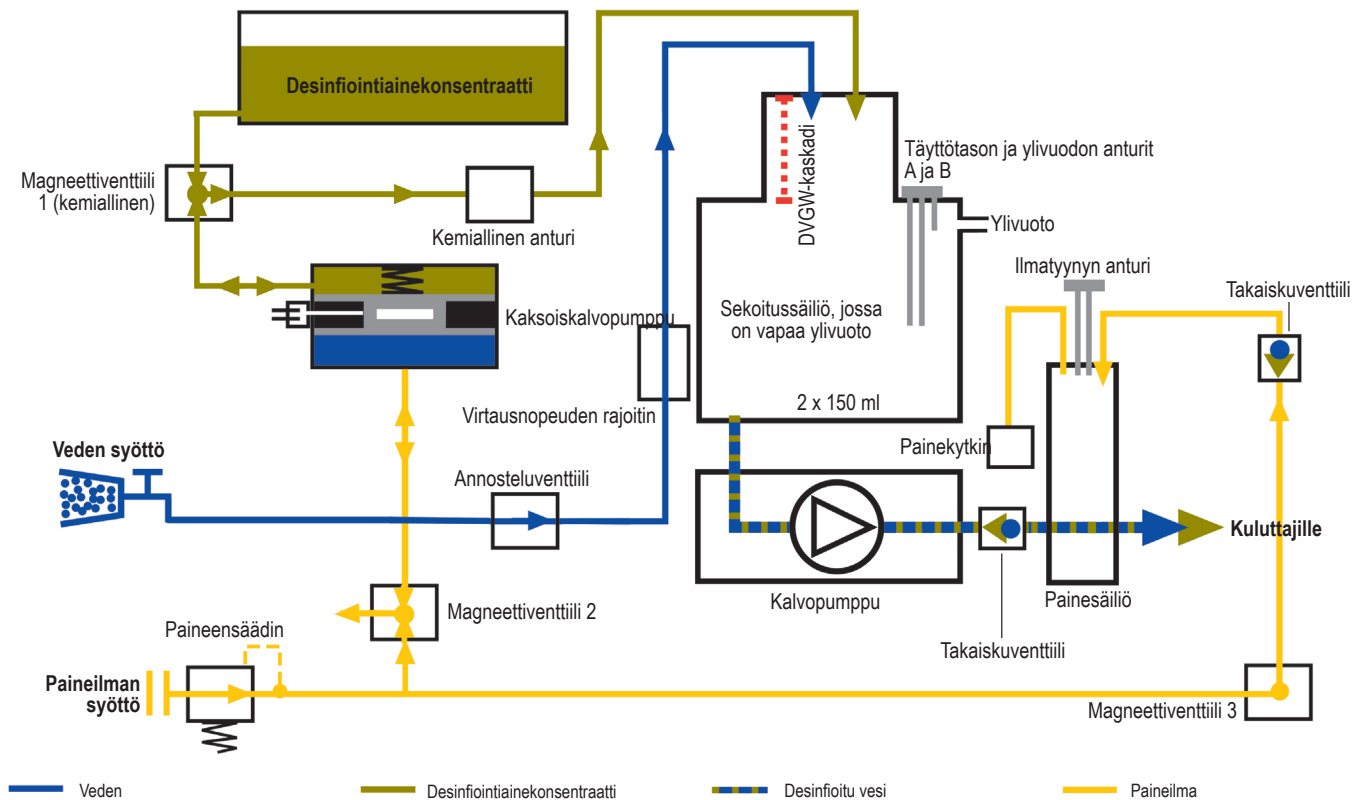 Desinfiointiainekonsentraatti
Magneettiventtiili
1 (kemiallinen)
Kemiallinen anturi
DVGW-kaskadi
Täyttötason ja ylivuodon anturit
A ja B
Ylivuoto
Ilmatyynyn anturi
Takaiskuventtiili
Kaksoiskalvopumppu
Sekoitussäiliö, jossa
on vapaa ylivuoto
2 x 150 ml
Virtausnopeuden rajoitin
Painekytkin
Veden syöttö
Annosteluventtiili
Kuluttajille
Kalvopumppu
Painesäiliö
Magneettiventtiili 2
Takaiskuventtiili
Paineensäädin
Paineilman
syöttö
Magneettiventtiili 3
Veden
Desinfiointiainekonsentraatti
Desinfioitu vesi
Paineilma